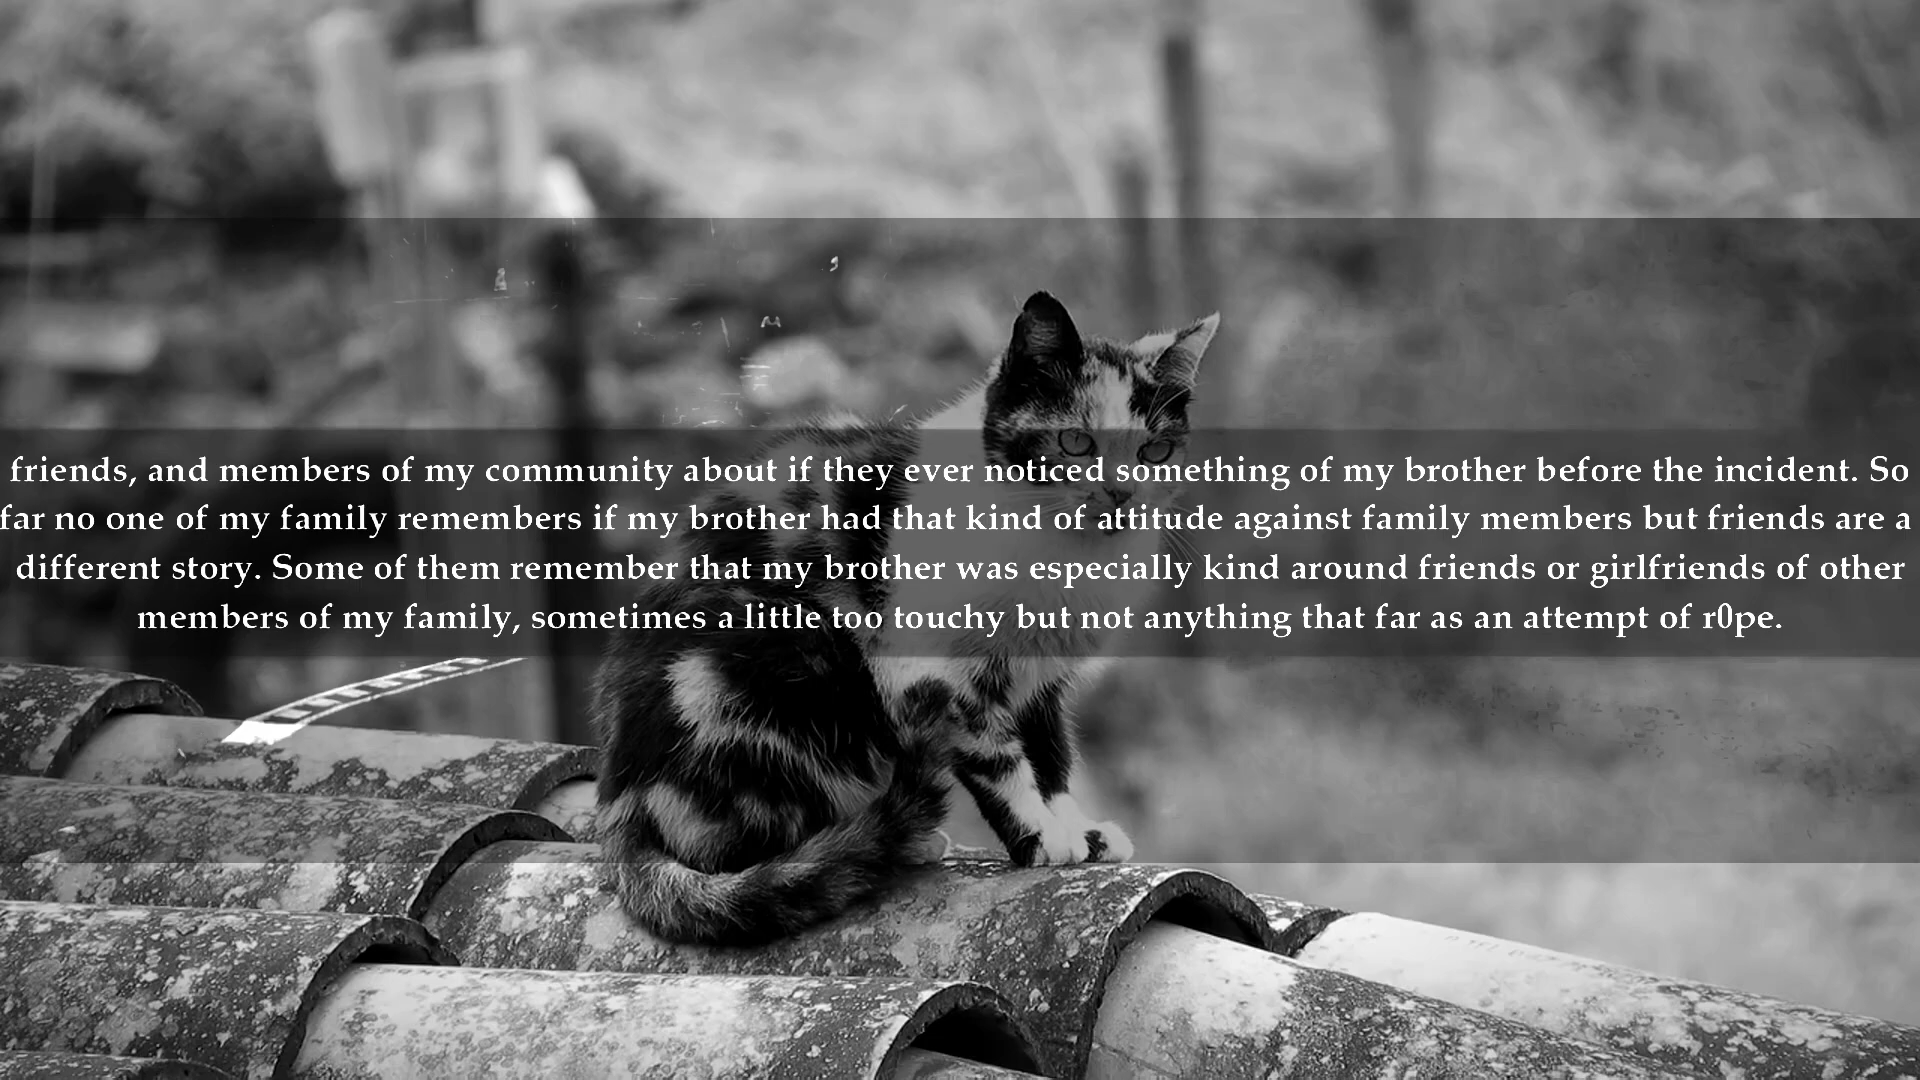 friends, and members of my community about if they ever noticed something of my brother before the incident. So
far no one of my family remembers if my brother had that kind of attitude against family members but friends are a
different story. Some of them remember that my brother was especially kind around friends or girlfriends of other
members of my family, sometimes a little too touchy but not anything that far as an attempt of r0pe.